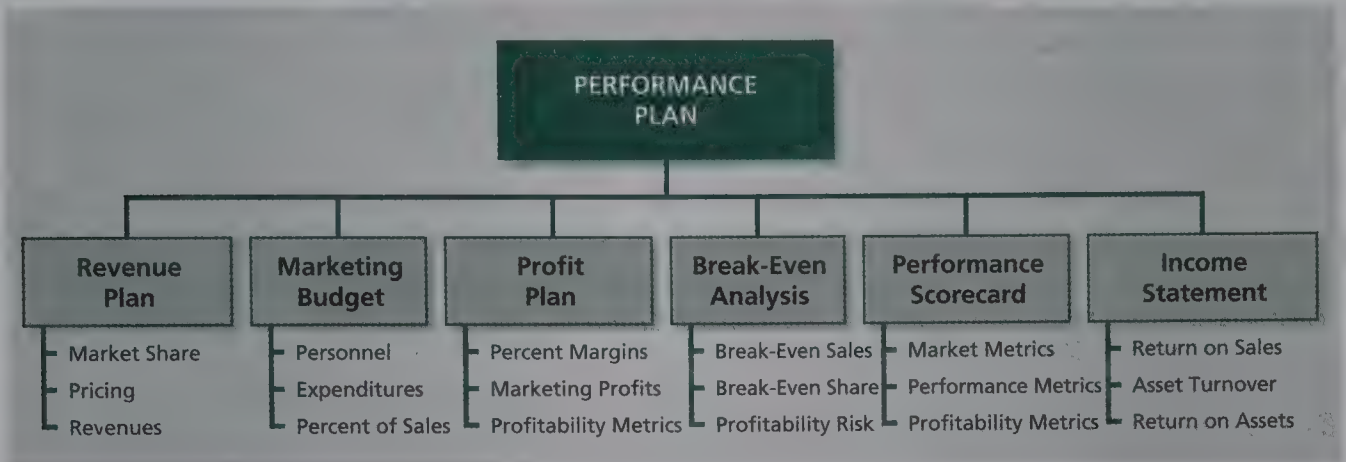 PERFORMANCE
PLAN
Revenue
Plan
Market Share
Pricing
Revenues
Marketing
Budget
Personnel
Expenditures
Percent of Sales
Profit
Plan
Percent Margins
Marketing Profits
Profitability Metrics
Break-Even
Analysis
Break-Even Sales
Break-Even Share
Profitability Risk
Performance
Scorecard
Market Metrics
Performance Metrics
Profitability Metrics
Income
Statement
Return on Sales
Asset Turnover
Return on Assets